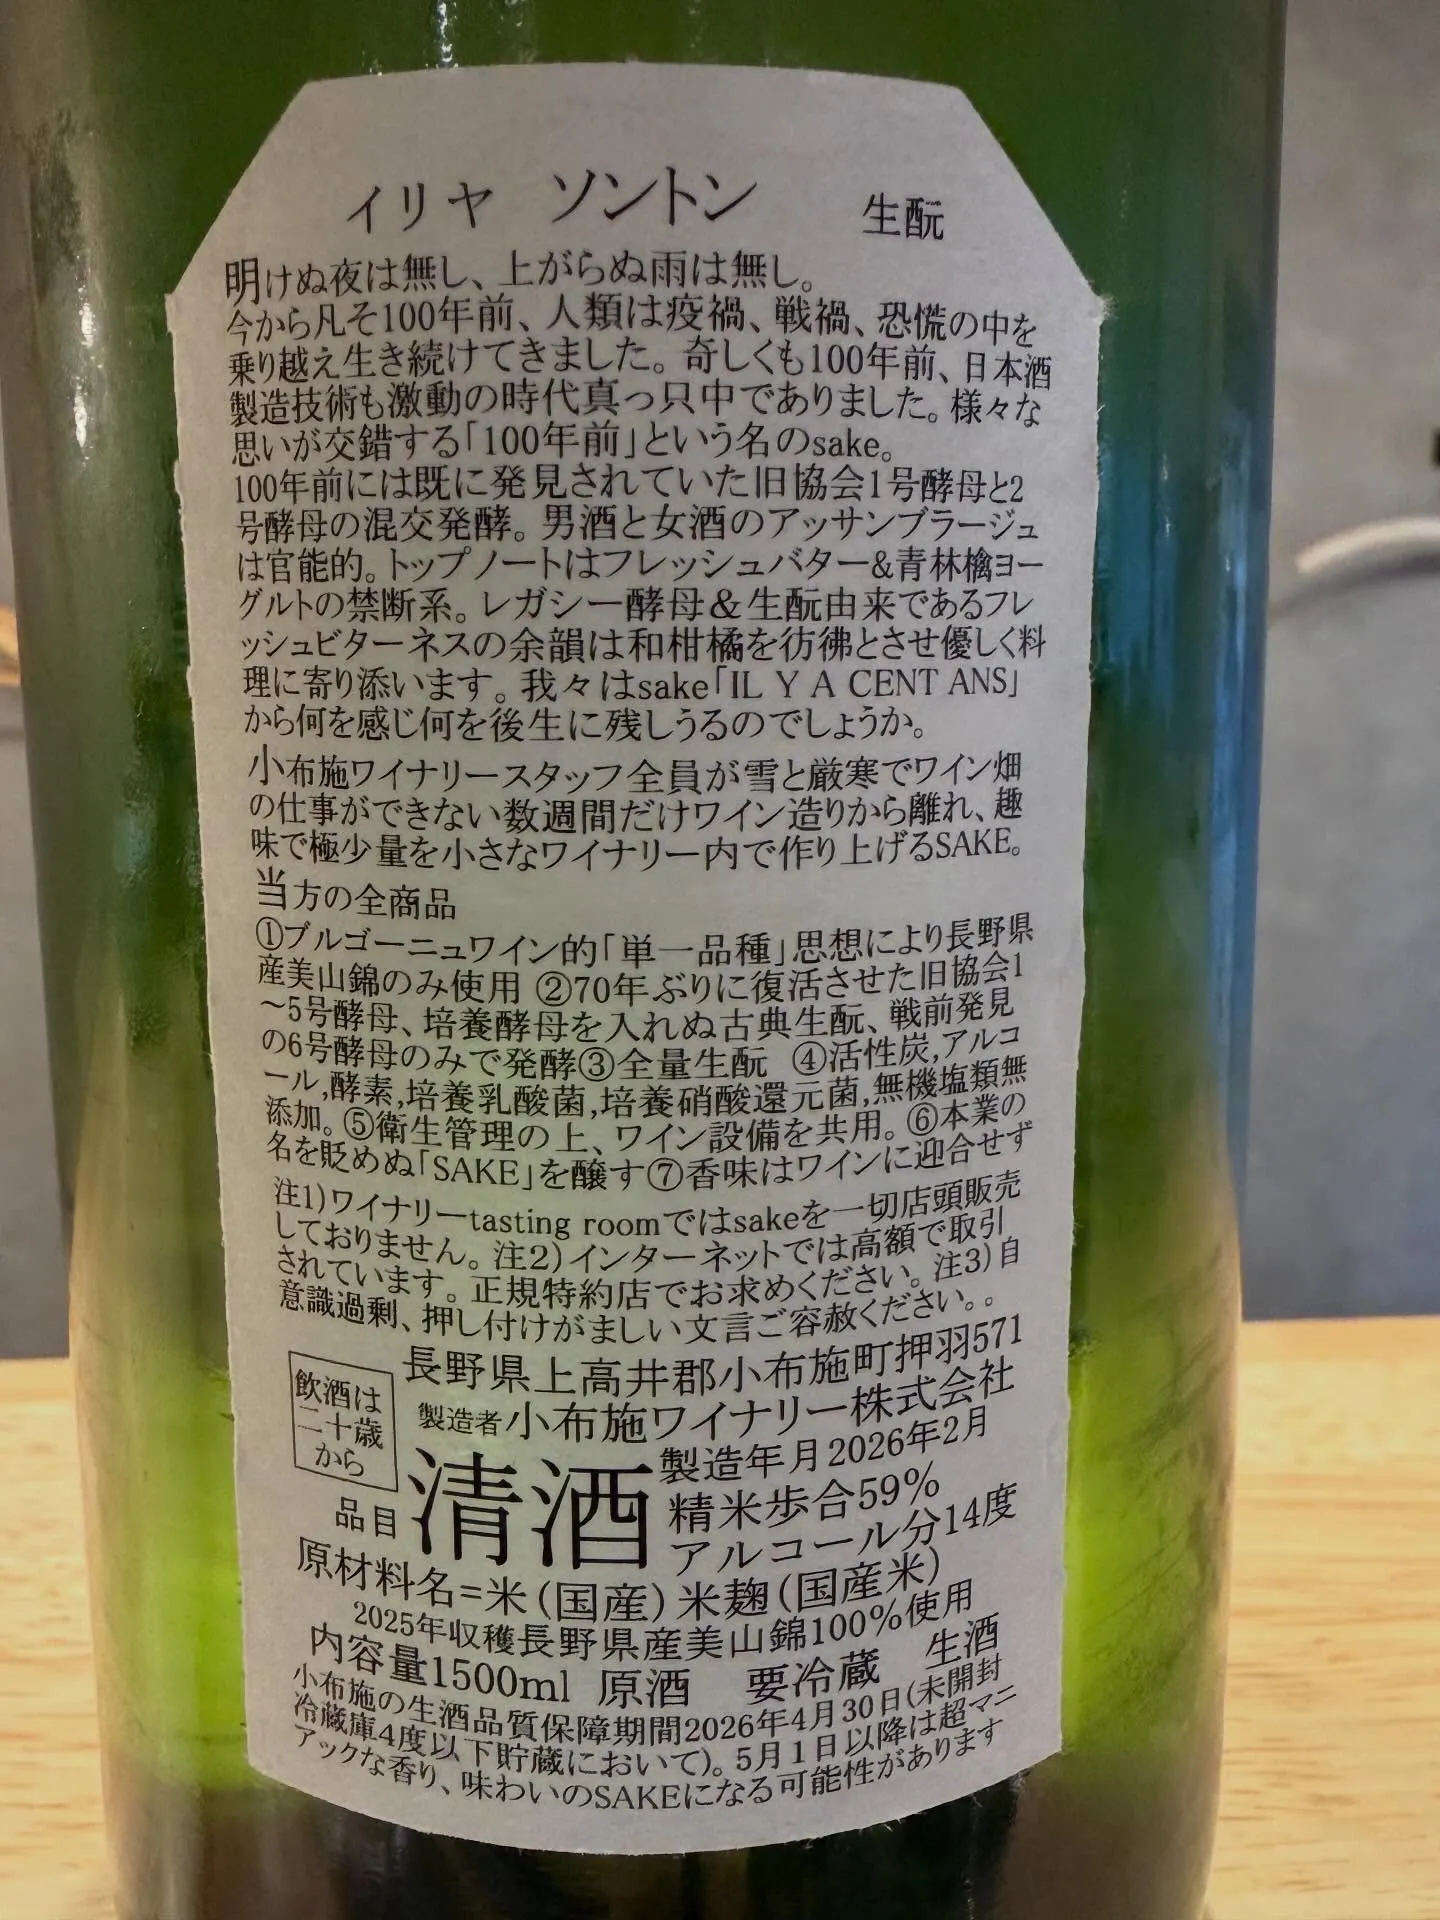 イリヤ ソントン 生酛
明けぬ夜は無し、上がらぬ雨は無し。
今から凡そ100年前、人類は疫禍、戦禍、恐慌の中を
乗り越え生き続けてきました。奇しくも100年前、日本酒
製造技術も激動の時代真っ只中でありました。様々な
思いが交錯する「100年前」という名のsake。
100年前には既に発見されていた旧協会1号酵母と2
号酵母の混交発酵。男酒と女酒のアッサンブラージュ
は官能的。トップノートはフレッシュバター&青林檎ヨー
グルトの禁断系。レガシー酵母&生酛由来であるフレ
ッシュビターネスの余韻は和柑橘を彷彿とさせ優しく料
理に寄り添います。我々はsake「IL Y A CENT ANS」
から何を感じ何を後生に残しうるのでしょうか。
小布施ワイナリースタッフ全員が雪と厳寒でワイン畑
の仕事ができない数週間だけワイン造りから離れ、趣
味で極少量を小さなワイナリー内で作り上げるSAKE。
当方の全商品
①ブルゴーニュワイン的「単一品種」思想により長野県
産美山錦のみ使用 ②70年ぶりに復活させた旧協会1
~5号酵母、培養酵母を入れぬ古典生酛、戦前発見
の6号酵母のみで発酵③全量生酛 ④活性炭,アルコ
ール,酵素,培養乳酸菌,培養硝酸還元菌,無機塩類無
添加。⑤衛生管理の上、ワイン設備を共用。⑥本業の
名を貶めぬ「SAKE」を醸す⑦香味はワインに迎合せず
注1)ワイナリーtasting roomではsakeを一切店頭販売
しておりません。注2)インターネットでは高額で取引
されています。正規特約店でお求めください。注3)自
意識過剰、押し付けがましい文言ご容赦ください。。
長野県上高井郡小布施町押羽571
飲酒は
二十歳
から
製造者 小布施ワイナリー株式会社
品目 清酒
製造年月2026年2月
精米歩合59%
アルコール分14度
原材料名=米(国産)米麹(国産米)
2025年収穫長野県産美山錦100%使用
内容量1500ml 原酒 要冷蔵 生酒
小布施の生酒品質保障期間2026年4月30日(未開封
冷蔵庫4度以下貯蔵において)。5月1日以降は超マニ
アックな香り、味わいのSAKEになる可能性があります